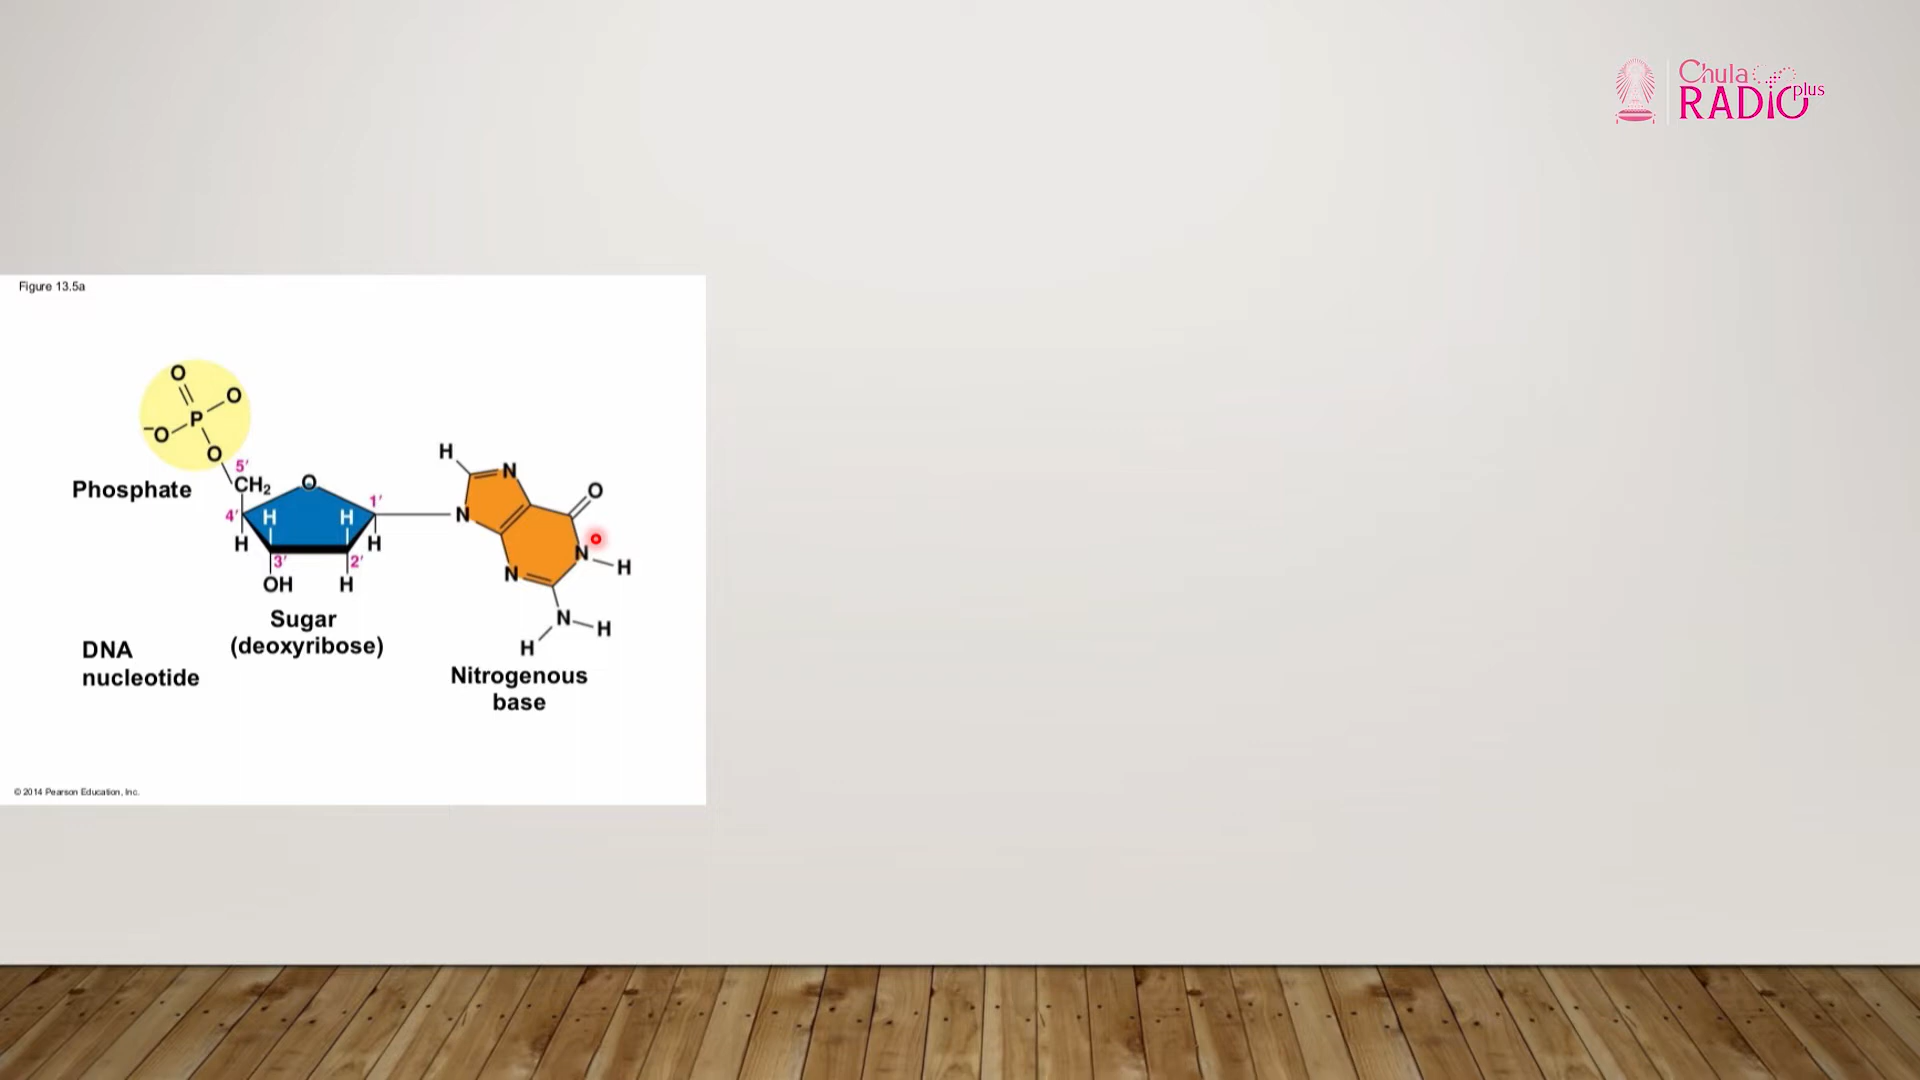 Chula
RADIO plus
Figure 13.5a
O
O
P
⁻O
O
5'
Phosphate
CH₂
O
1'
4'
H
H
H
H
3'
2'
OH
H
Sugar
(deoxyribose)
DNA
nucleotide
H
N
N
O
N
H
N
N
H
H
Nitrogenous
base
© 2014 Pearson Education, Inc.